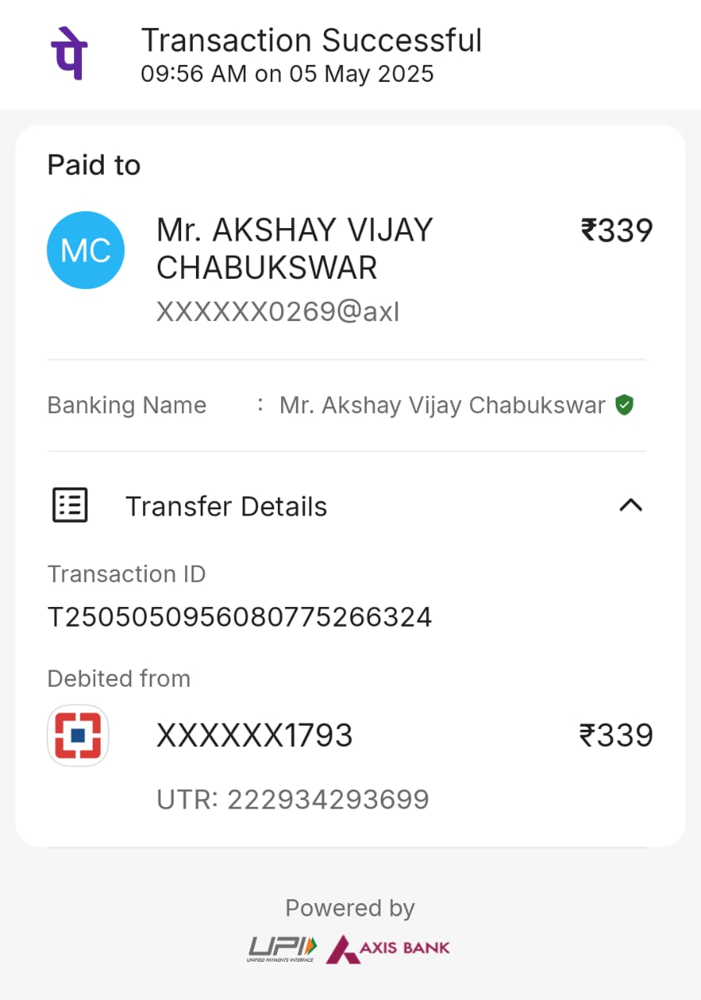 पे
Transaction Successful
09:56 AM on 05 May 2025
Paid to
MC
Mr. AKSHAY VIJAY
CHABUKSWAR
₹339
XXXXXX0269@axl
Banking Name : Mr. Akshay Vijay Chabukswar
Transfer Details
Transaction ID
T2505050956080775266324
Debited from
XXXXXX1793 ₹339
UTR: 222934293699
Powered by
UPI AXIS BANK
UNIFIED PAYMENTS INTERFACE